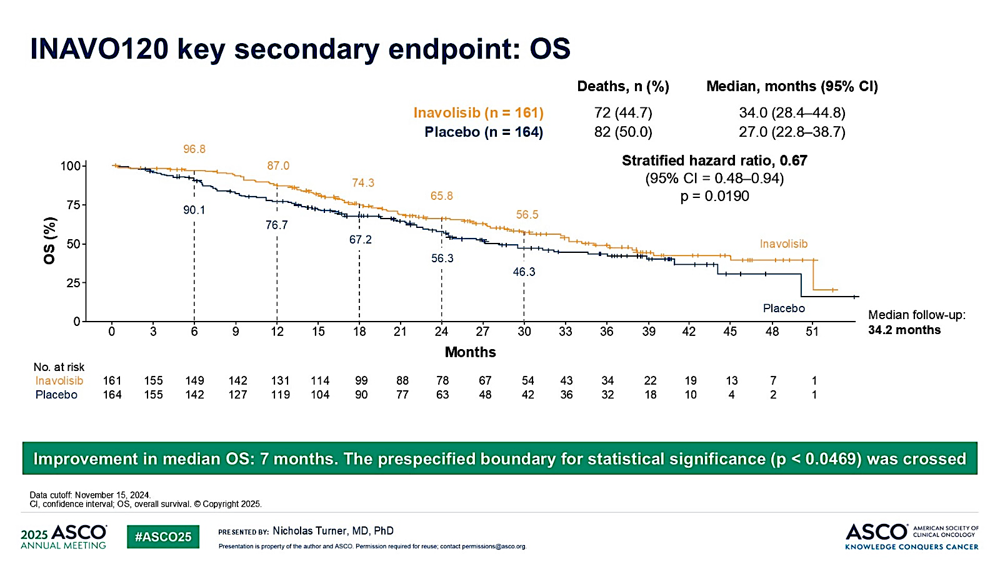 INAVO120 key secondary endpoint: OS
Deaths, n (%) Median, months (95% CI)
Inavolisib (n = 161) 72 (44.7) 34.0 (28.4–44.8)
Placebo (n = 164) 82 (50.0) 27.0 (22.8–38.7)
Stratified hazard ratio, 0.67
(95% CI = 0.48–0.94)
p = 0.0190
96.8 87.0 74.3 65.8 56.5
90.1 76.7 67.2 56.3 46.3
OS (%)
100
75
50
25
0
Inavolisib
Placebo
0 3 6 9 12 15 18 21 24 27 30 33 36 39 42 45 48 51
Months
Median follow-up:
34.2 months
No. at risk
Inavolisib 161 155 149 142 131 114 99 88 78 67 54 43 34 22 19 13 7 1
Placebo 164 155 142 127 119 104 90 77 63 48 42 36 32 18 10 4 2 1
Improvement in median OS: 7 months. The prespecified boundary for statistical significance (p < 0.0469) was crossed
Data cutoff: November 15, 2024.
CI, confidence interval; OS, overall survival. © Copyright 2025.
2025 ASCO
ANNUAL MEETING
#ASCO25
PRESENTED BY: Nicholas Turner, MD, PhD
Presentation is property of the author and ASCO. Permission required for reuse; contact permissions@asco.org.
ASCO AMERICAN SOCIETY OF
CLINICAL ONCOLOGY
KNOWLEDGE CONQUERS CANCER